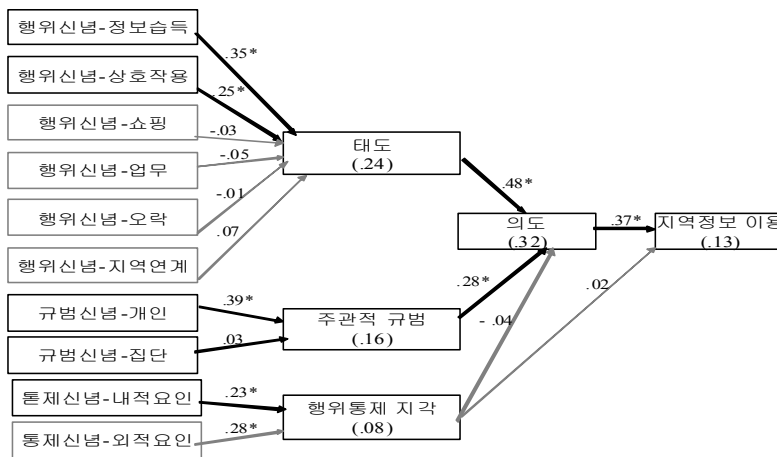 행위신념-정보습득
.35*
행위신념-상호작용
.25*
행위신념-쇼핑
-.03
태도
(.24)
행위신념-업무
-.05
.48*
행위신념-오락
-.01
의도
(.32)
.37*
지역정보 이용
(.13)
행위신념-지역연계
.07
규범신념-개인
.39*
주관적 규범
(.16)
.28*
.02
규범신념-집단
.03
- .04
톤제신념-내적요인
.23*
행위통제 지각
(.08)
통제신념-외적요인
.28*